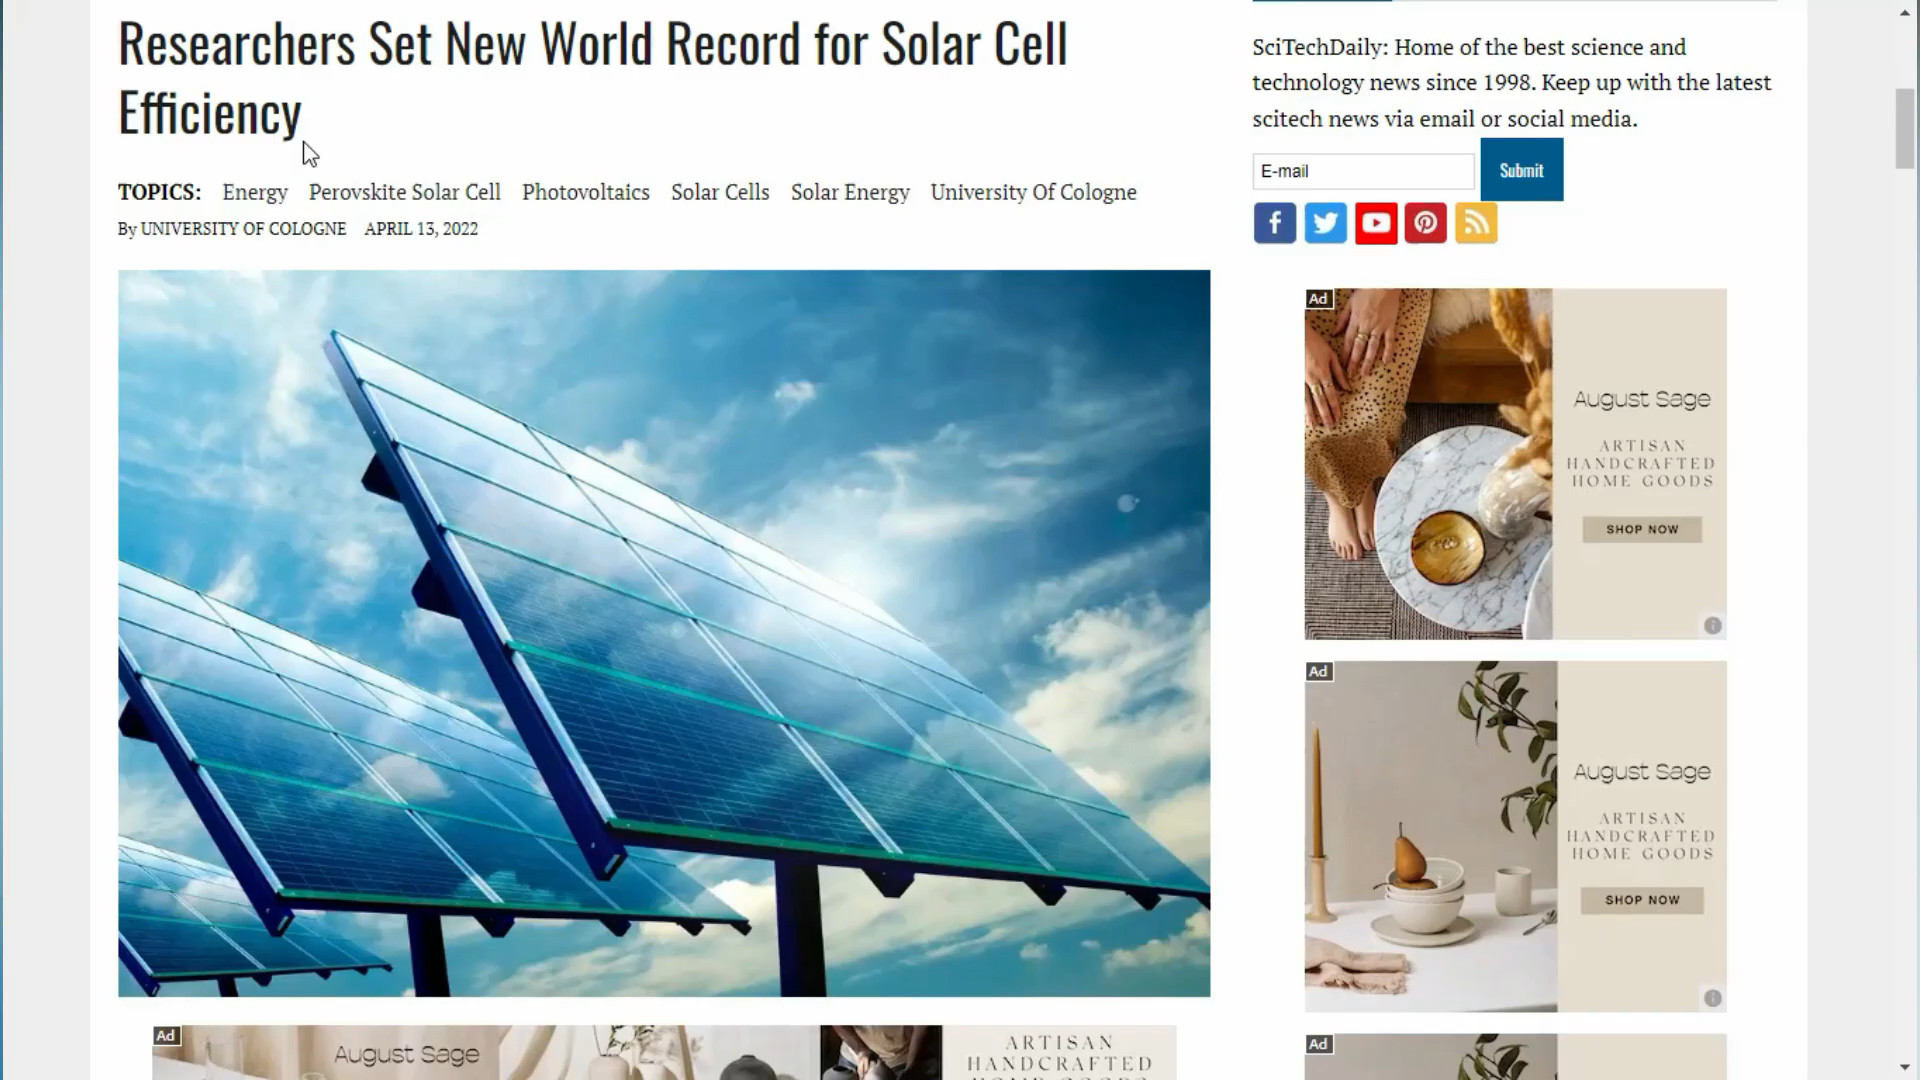 Researchers Set New World Record for Solar Cell
Efficiency
TOPICS: Energy Perovskite Solar Cell Photovoltaics Solar Cells Solar Energy University Of Cologne
By UNIVERSITY OF COLOGNE APRIL 13, 2022
SciTechDaily: Home of the best science and
technology news since 1998. Keep up with the latest
scitech news via email or social media.
E-mail
Submit
Ad
August Sage
ARTISAN
HANDCRAFTED
HOME GOODS
SHOP NOW
Ad
August Sage
ARTISAN
HANDCRAFTED
HOME GOODS
SHOP NOW
Ad
August Sage
ARTISAN
HANDCRAFTED
HOME GOODS
Ad